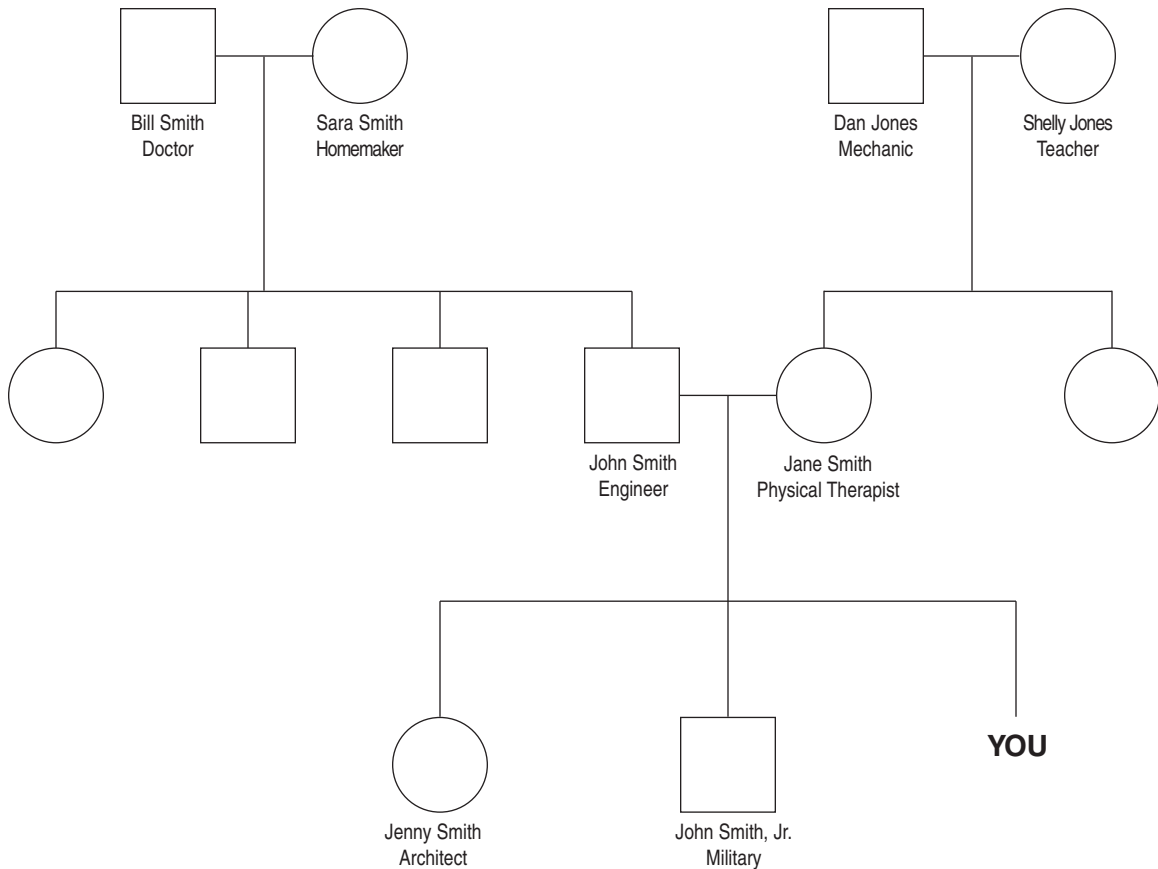 Bill Smith
Doctor
Sara Smith
Homemaker
Dan Jones
Mechanic
Shelly Jones
Teacher
John Smith
Engineer
Jane Smith
Physical Therapist
YOU
Jenny Smith
Architect
John Smith, Jr.
Military